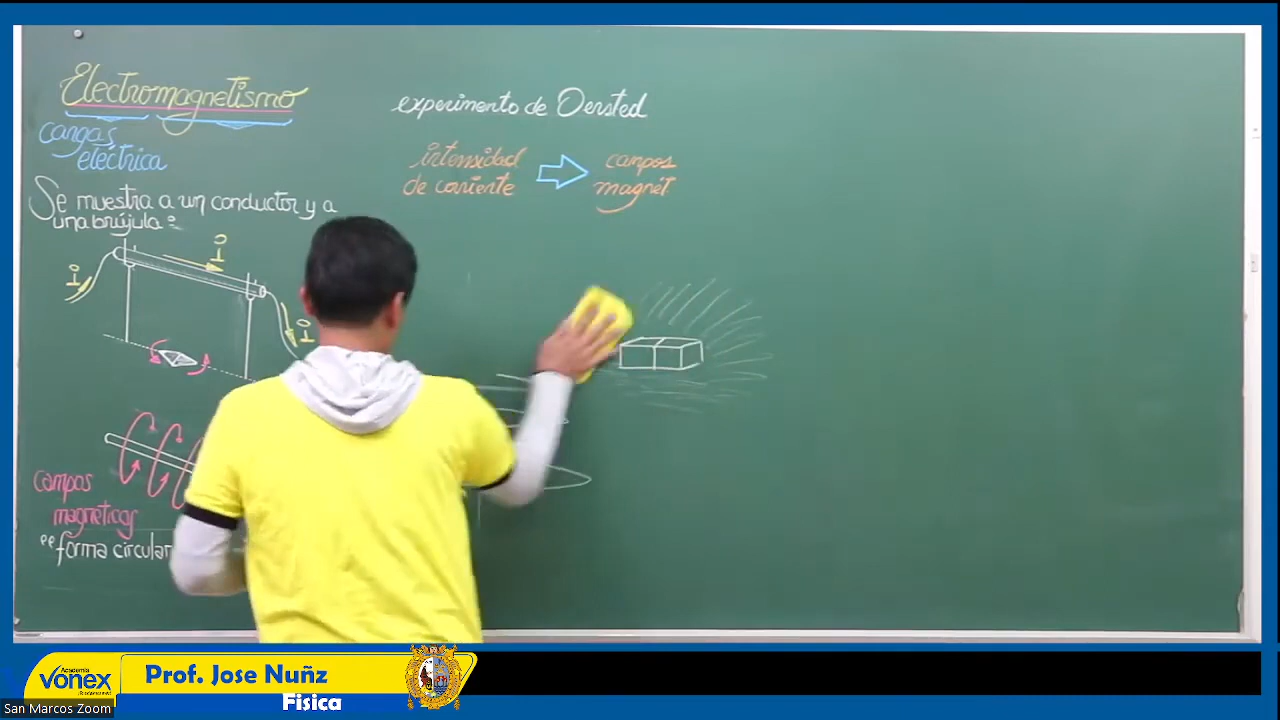 Electromagnetismo
cargas
eléctrica
Se muestra a un conductor y a
una brújula:
i
i
i
campos
magnéticos
"forma circular
experimento de Oersted
intensidad
de corriente
campos
magnét
Academia
VONEX
Prof. Jose Nuñz
Fisica
San Marcos Zoom